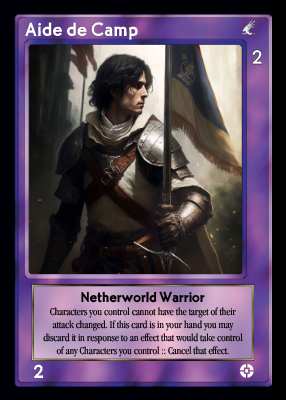 Aide de Camp
2
Netherworld Warrior
Characters you control cannot have the target of their
attack changed. If this card is in your hand you may
discard it in response to an effect that would take control
of any Characters you control :: Cancel that effect.
2